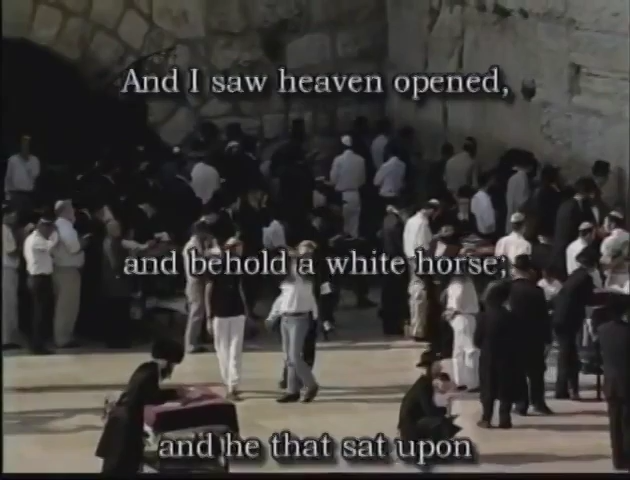 And I saw heaven opened,
and behold a white horse;
and he that sat upon